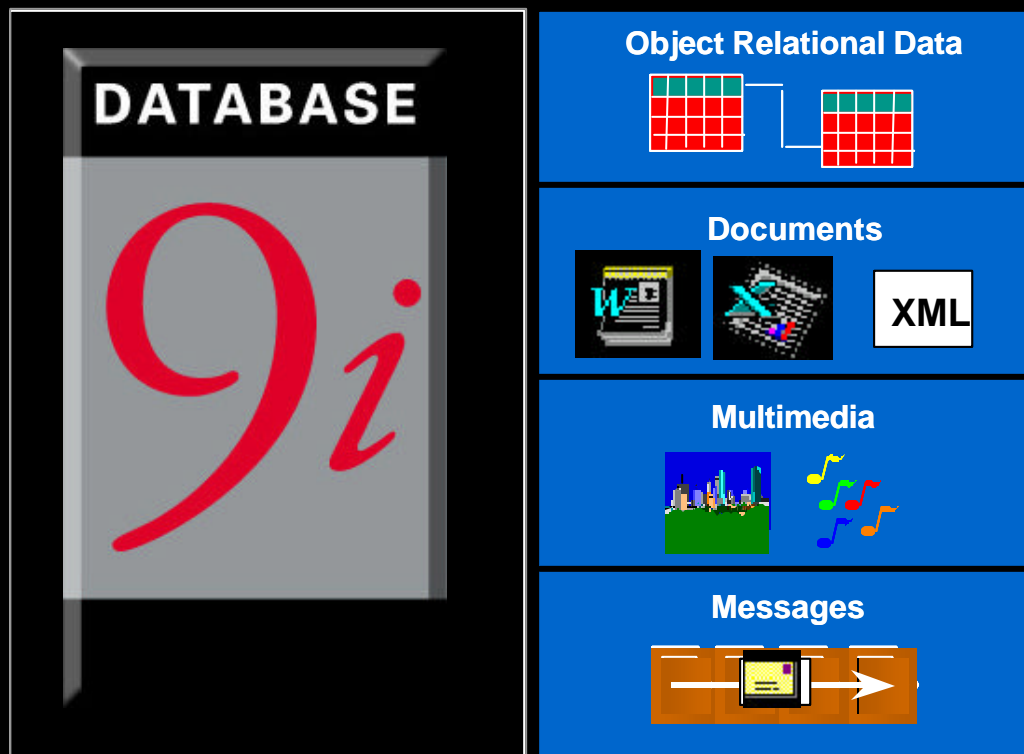 DATABASE
9i
Object Relational Data
Documents
W
X
XML
Multimedia
Messages